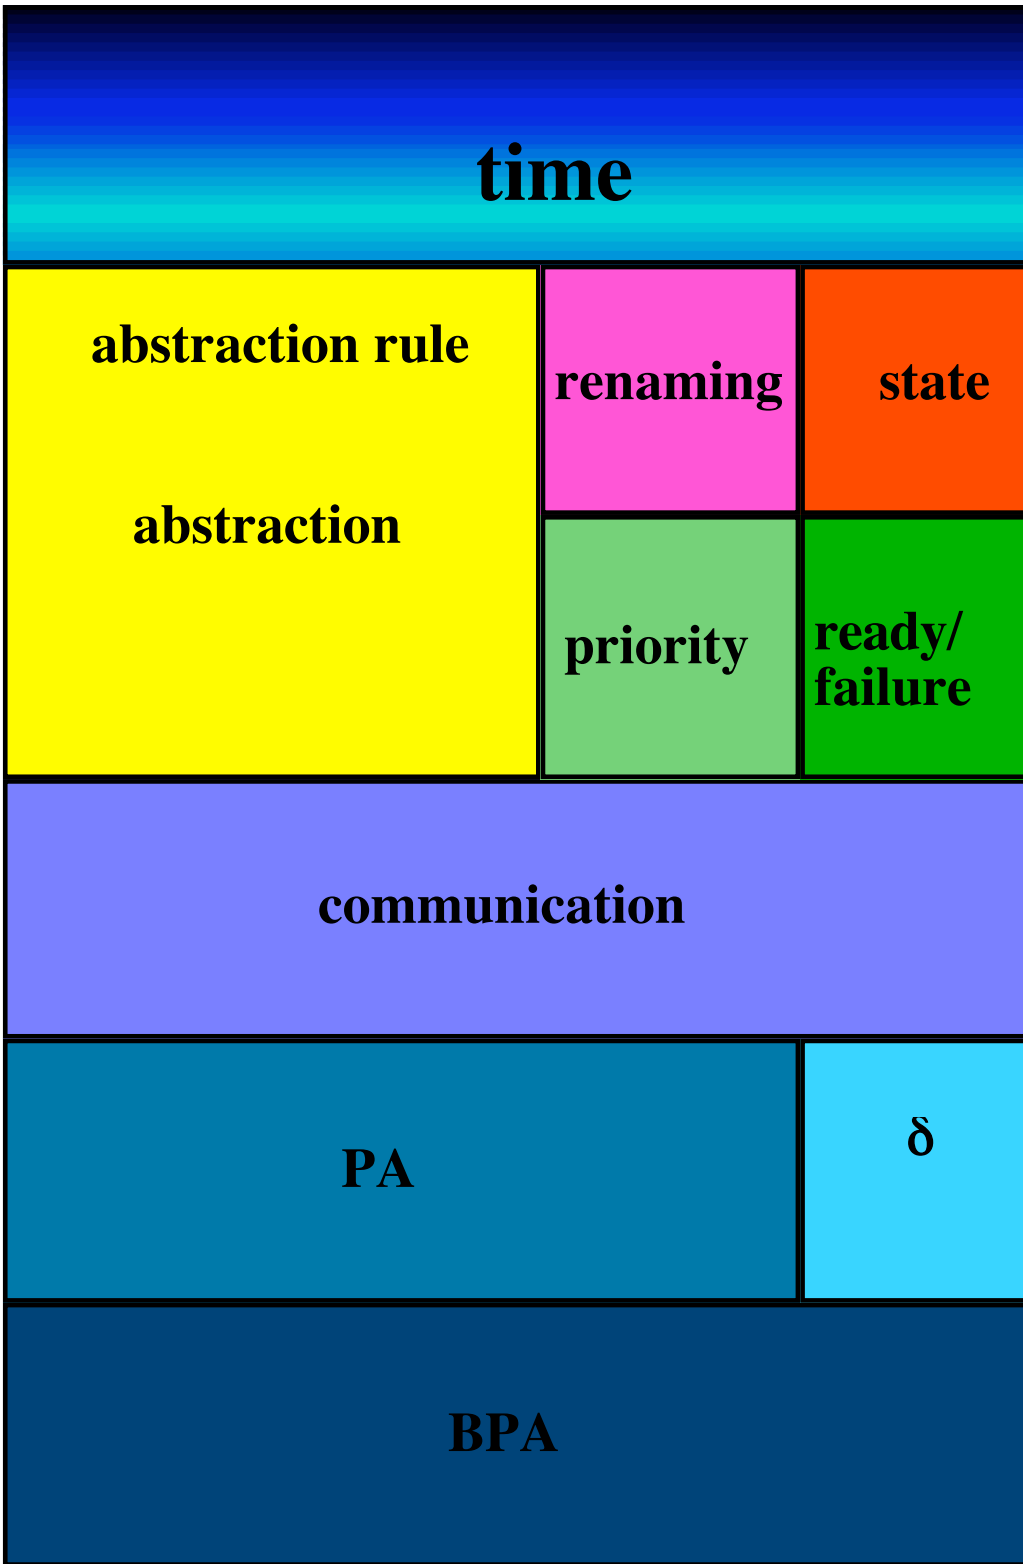 time
abstraction rule
abstraction
renaming
state
priority
ready/
failure
communication
PA
δ
BPA